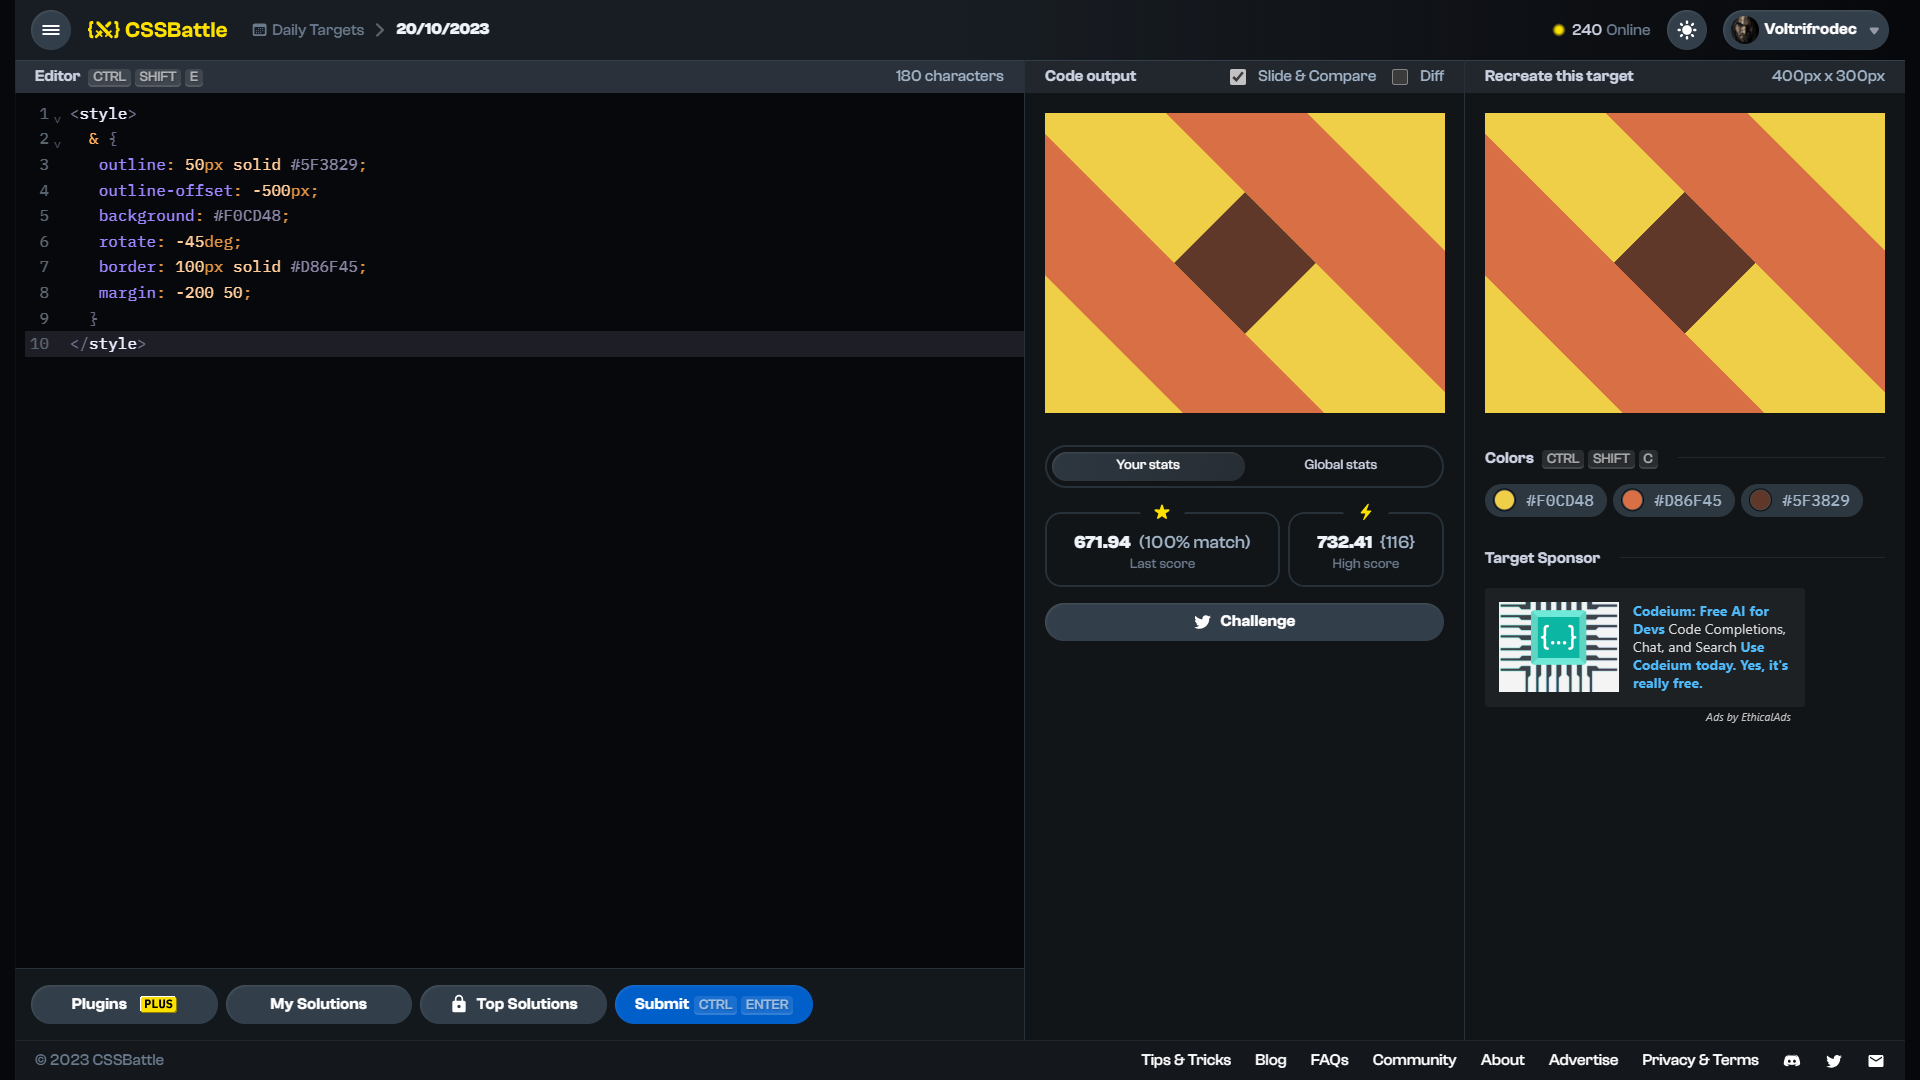 CSSBattle
Daily Targets
20/10/2023
240 Online
Voltrifrodec
Editor CTRL SHIFT E
180 characters
1 <style>
2 & {
3 outline: 50px solid #5F3829;
4 outline-offset: -500px;
5 background: #F0CD48;
6 rotate: -45deg;
7 border: 100px solid #D86F45;
8 margin: -200 50;
9 }
10 </style>
Plugins PLUS
My Solutions
Top Solutions
Submit CTRL ENTER
Code output
Slide & Compare
Diff
Your stats
Global stats
671.94 (100% match)
Last score
732.41 {116}
High score
Challenge
Recreate this target
400px x 300px
Colors CTRL SHIFT C
#F0CD48
#D86F45
#5F3829
Target Sponsor
{...}
Codeium: Free AI for
Devs Code Completions,
Chat, and Search Use
Codeium today. Yes, it's
really free.
Ads by EthicalAds
© 2023 CSSBattle
Tips & Tricks
Blog
FAQs
Community
About
Advertise
Privacy & Terms